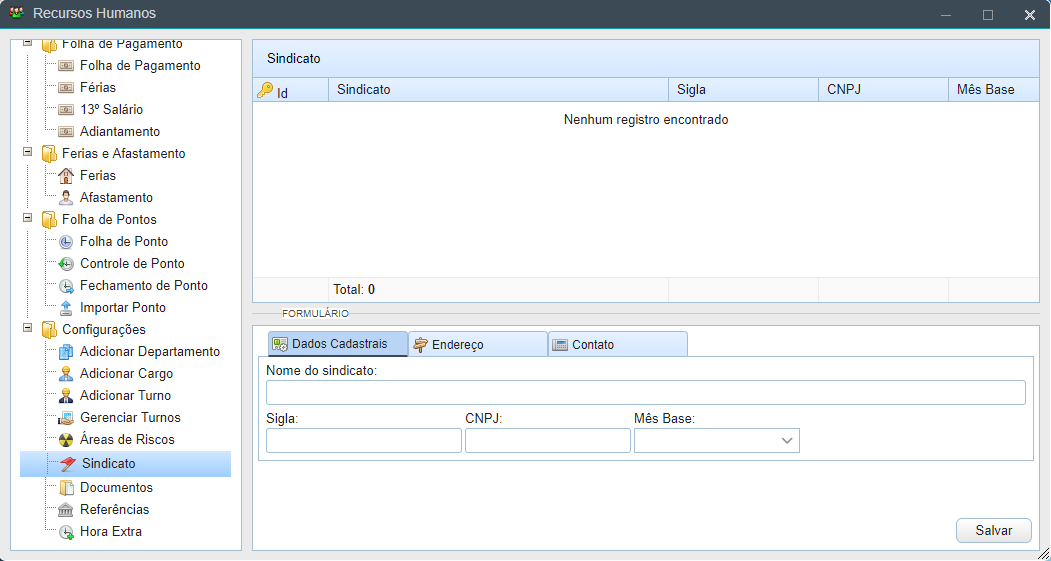 Recursos Humanos
Folha de Pagamento
Folha de Pagamento
Férias
13º Salário
Adiantamento
Ferias e Afastamento
Ferias
Afastamento
Folha de Pontos
Folha de Ponto
Controle de Ponto
Fechamento de Ponto
Importar Ponto
Configurações
Adicionar Departamento
Adicionar Cargo
Adicionar Turno
Gerenciar Turnos
Áreas de Riscos
Sindicato
Documentos
Referências
Hora Extra
Sindicato
Id Sindicato Sigla CNPJ Mês Base
Nenhum registro encontrado
Total: 0
FORMULÁRIO
Dados Cadastrais Endereço Contato
Nome do sindicato:
Sigla: CNPJ: Mês Base:
Salvar